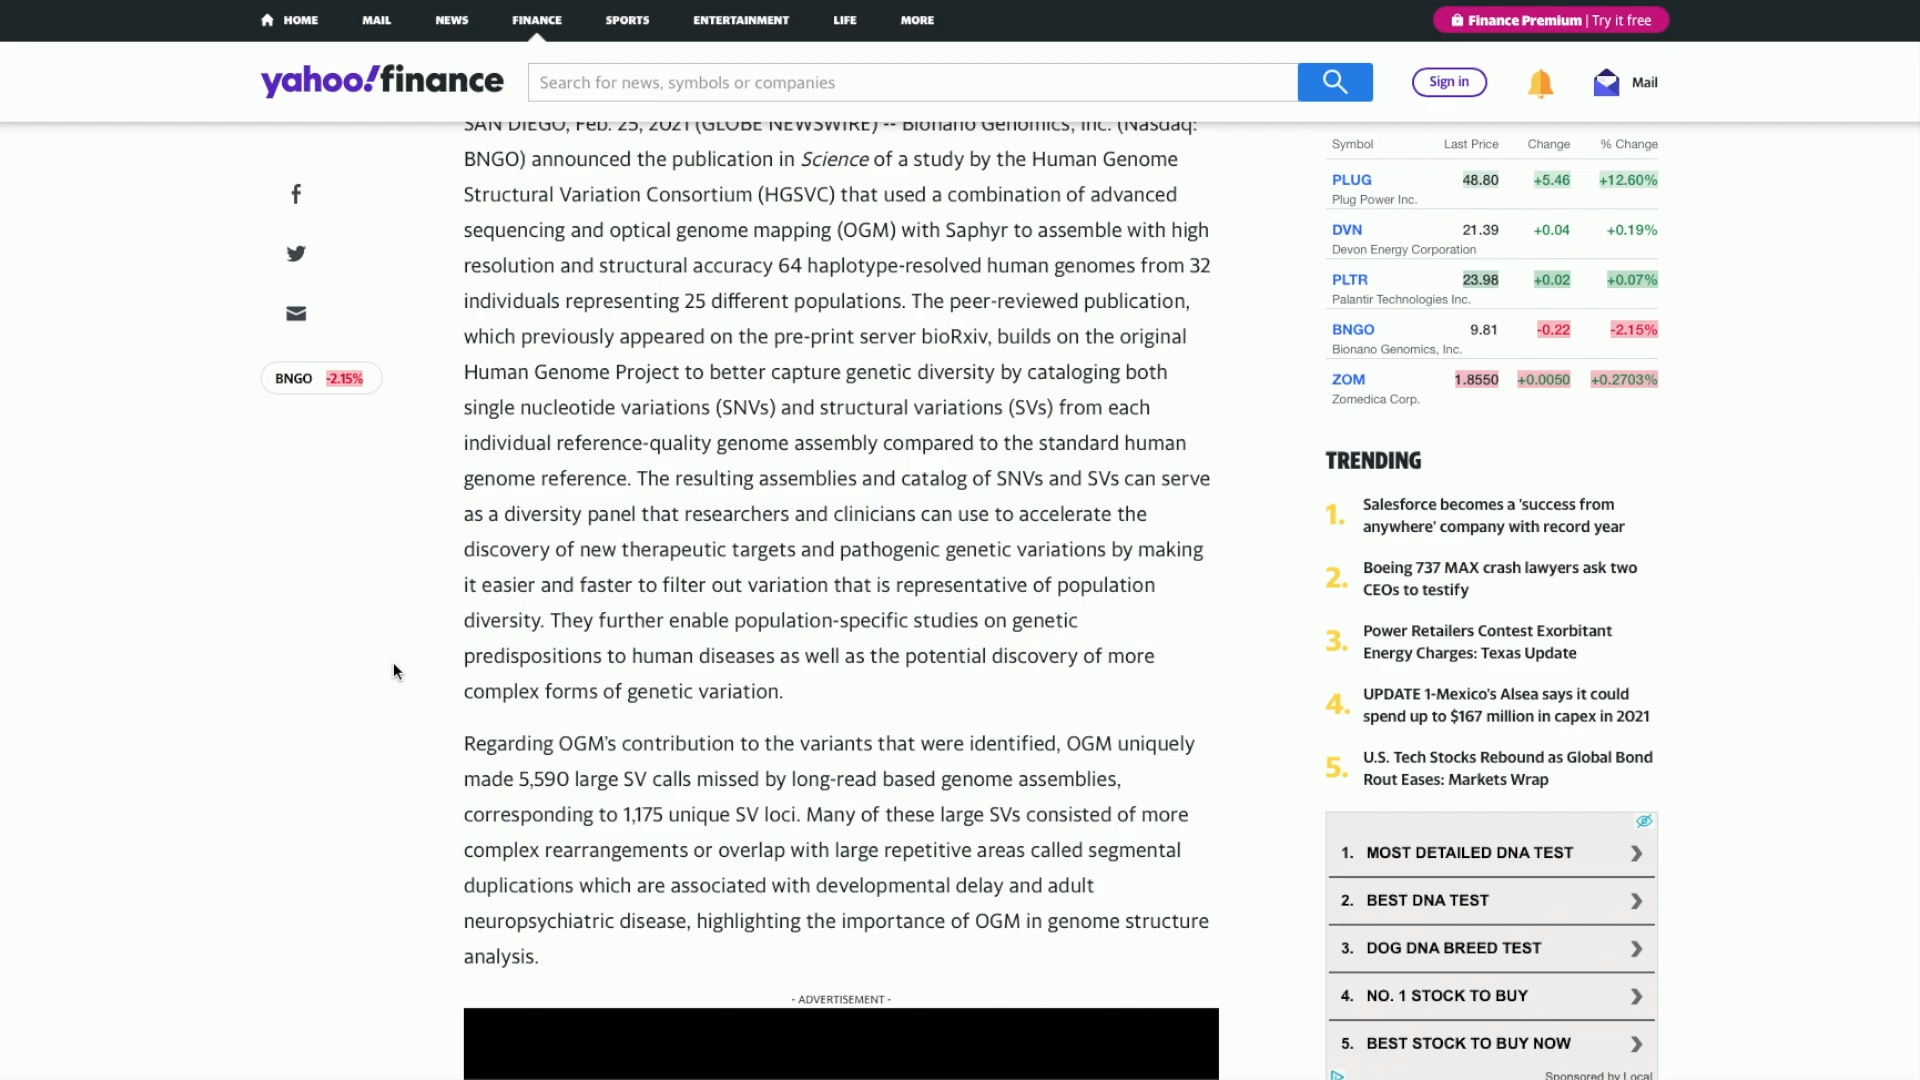 HOME MAIL NEWS FINANCE SPORTS ENTERTAINMENT LIFE MORE Finance Premium | Try it free
yahoo!finance Search for news, symbols or companies Sign in Mail
SAN DIEGO, Feb. 25, 2021 (GLOBE NEWSWIRE) -- Bionano Genomics, Inc. (Nasdaq:
BNGO) announced the publication in Science of a study by the Human Genome
Structural Variation Consortium (HGSVC) that used a combination of advanced
sequencing and optical genome mapping (OGM) with Saphyr to assemble with high
resolution and structural accuracy 64 haplotype-resolved human genomes from 32
individuals representing 25 different populations. The peer-reviewed publication,
which previously appeared on the pre-print server bioRxiv, builds on the original
Human Genome Project to better capture genetic diversity by cataloging both
single nucleotide variations (SNVs) and structural variations (SVs) from each
individual reference-quality genome assembly compared to the standard human
genome reference. The resulting assemblies and catalog of SNVs and SVs can serve
as a diversity panel that researchers and clinicians can use to accelerate the
discovery of new therapeutic targets and pathogenic genetic variations by making
it easier and faster to filter out variation that is representative of population
diversity. They further enable population-specific studies on genetic
predispositions to human diseases as well as the potential discovery of more
complex forms of genetic variation.
Regarding OGM's contribution to the variants that were identified, OGM uniquely
made 5,590 large SV calls missed by long-read based genome assemblies,
corresponding to 1,175 unique SV loci. Many of these large SVs consisted of more
complex rearrangements or overlap with large repetitive areas called segmental
duplications which are associated with developmental delay and adult
neuropsychiatric disease, highlighting the importance of OGM in genome structure
analysis.
- ADVERTISEMENT -
BNGO -2.15%
Symbol Last Price Change % Change
PLUG 48.80 +5.46 +12.60%
Plug Power Inc.
DVN 21.39 +0.04 +0.19%
Devon Energy Corporation
PLTR 23.98 +0.02 +0.07%
Palantir Technologies Inc.
BNGO 9.81 -0.22 -2.15%
Bionano Genomics, Inc.
ZOM 1.8550 +0.0050 +0.2703%
Zomedica Corp.
TRENDING
1. Salesforce becomes a 'success from
anywhere' company with record year
2. Boeing 737 MAX crash lawyers ask two
CEOs to testify
3. Power Retailers Contest Exorbitant
Energy Charges: Texas Update
4. UPDATE 1-Mexico's Alsea says it could
spend up to $167 million in capex in 2021
5. U.S. Tech Stocks Rebound as Global Bond
Rout Eases: Markets Wrap
1. MOST DETAILED DNA TEST
2. BEST DNA TEST
3. DOG DNA BREED TEST
4. NO. 1 STOCK TO BUY
5. BEST STOCK TO BUY NOW
Sponsored by Local